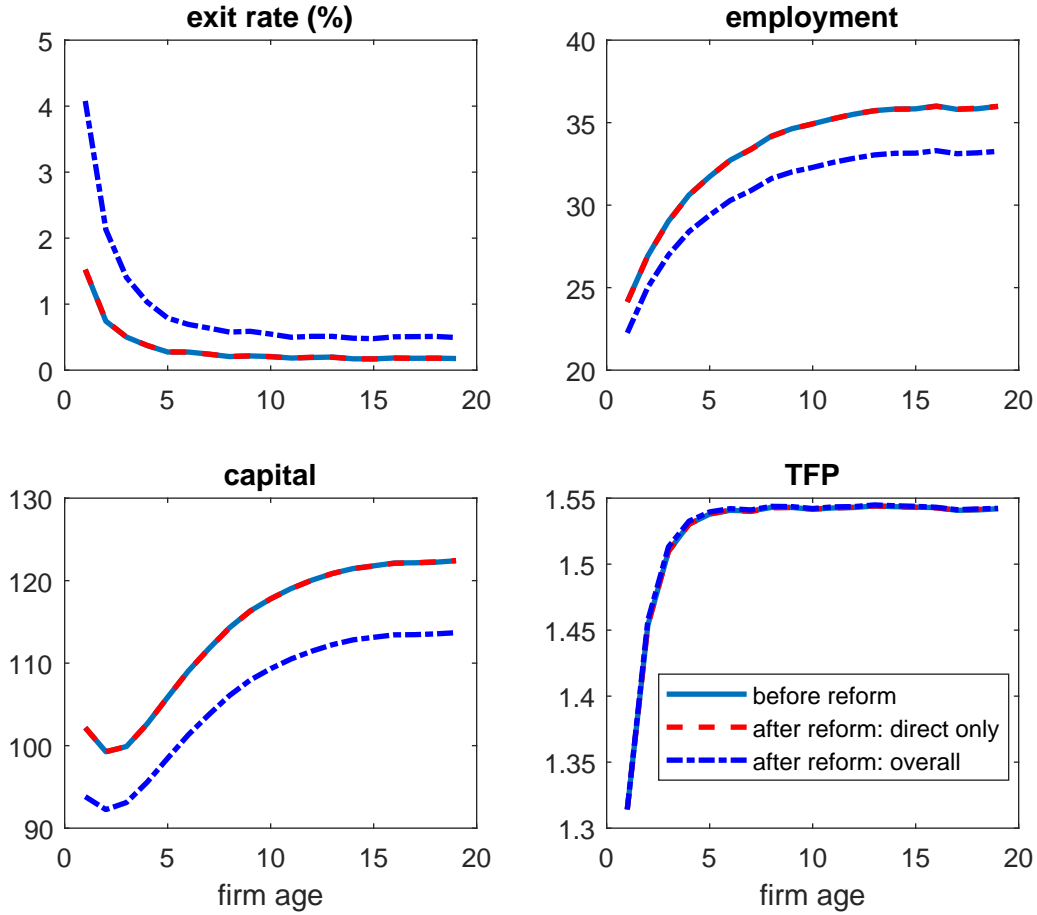 exit rate (%)
5
4
3
2
1
0
0 5 10 15 20
employment
40
35
30
25
20
0 5 10 15 20
capital
130
120
110
100
90
0 5 10 15 20
firm age
TFP
1.55
1.5
1.45
1.4
1.35
1.3
before reform
after reform: direct only
after reform: overall
0 5 10 15 20
firm age